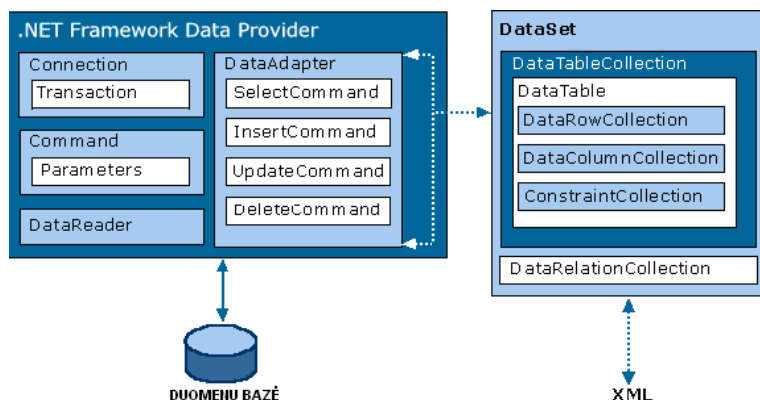 .NET Framework Data Provider
Connection
Transaction
Command
Parameters
DataReader
DataAdapter
SelectCommand
InsertCommand
UpdateCommand
DeleteCommand
DUOMENU BAZĖ
DataSet
DataTableCollection
DataTable
DataRowCollection
DataColumnCollection
ConstraintCollection
DataRelationCollection
XML